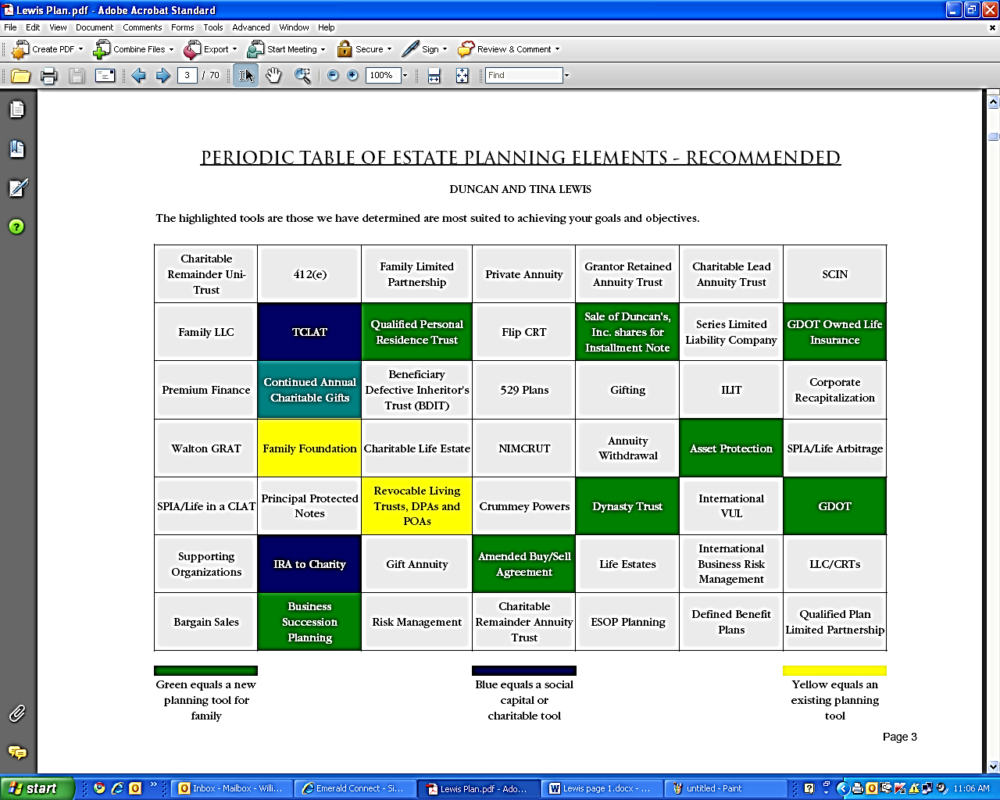 Lewis Plan.pdf - Adobe Acrobat Standard
File Edit View Document Comments Forms Tools Advanced Window Help
Create PDF Combine Files Export Start Meeting Secure Sign Review & Comment
3 / 70 100% Find
PERIODIC TABLE OF ESTATE PLANNING ELEMENTS - RECOMMENDED
DUNCAN AND TINA LEWIS
The highlighted tools are those we have determined are most suited to achieving your goals and objectives.
Charitable
Remainder Uni-
Trust
412(e)
Family Limited
Partnership
Private Annuity
Grantor Retained
Annuity Trust
Charitable Lead
Annuity Trust
SCIN
Family LLC
TCLAT
Qualified Personal
Residence Trust
Flip CRT
Sale of Duncan's,
Inc. shares for
Installment Note
Series Limited
Liability Company
GDOT Owned Life
Insurance
Premium Finance
Continued Annual
Charitable Gifts
Beneficiary
Defective Inheritor's
Trust (BDIT)
529 Plans
Gifting
ILIT
Corporate
Recapitalization
Walton GRAT
Family Foundation
Charitable Life Estate
NIMCRUT
Annuity
Withdrawal
Asset Protection
SPIA/Life Arbitrage
SPIA/Life in a CLAT
Principal Protected
Notes
Revocable Living
Trusts, DPAs and
POAs
Crummey Powers
Dynasty Trust
International
VUL
GDOT
Supporting
Organizations
IRA to Charity
Gift Annuity
Amended Buy/Sell
Agreement
Life Estates
International
Business Risk
Management
LLC/CRTs
Bargain Sales
Business
Succession
Planning
Risk Management
Charitable
Remainder Annuity
Trust
ESOP Planning
Defined Benefit
Plans
Qualified Plan
Limited Partnership
Green equals a new
planning tool for
family
Blue equals a social
capital or
charitable tool
Yellow equals an
existing planning
tool
Page 3
start Inbox - Mailbox - Willi... Emerald Connect - Si... Lewis Plan.pdf - Ado... Lewis page 1.docx - ... untitled - Paint 11:06 AM